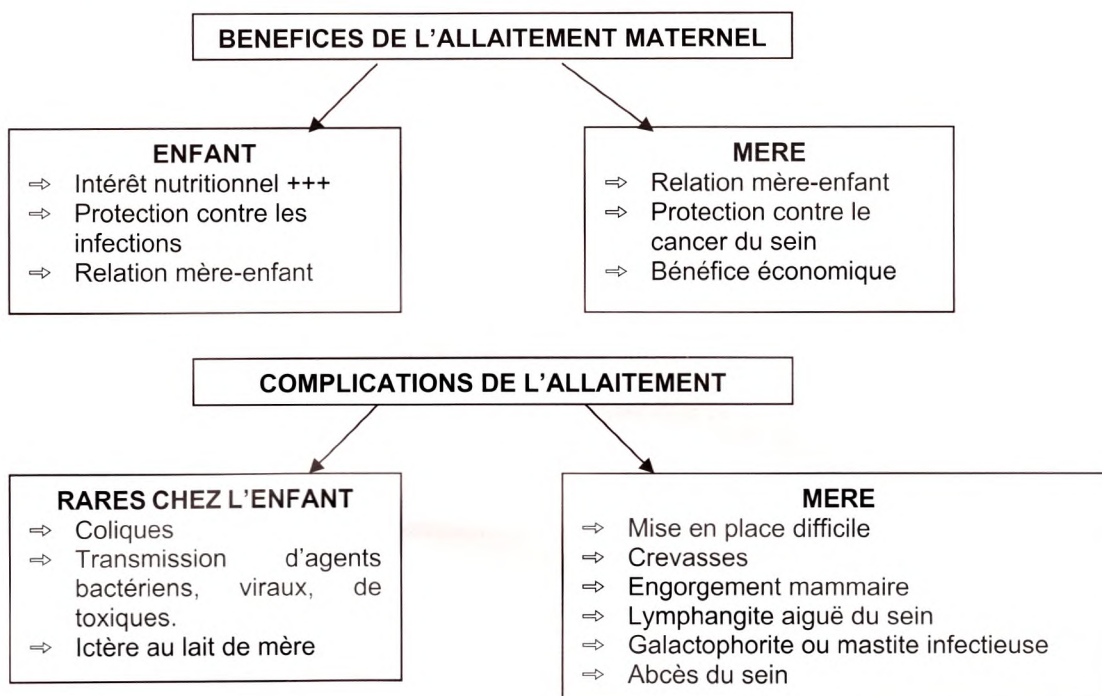 BENEFICES DE L'ALLAITEMENT MATERNEL
ENFANT
⇨ Intérêt nutritionnel +++
⇨ Protection contre les
infections
⇨ Relation mère-enfant
MERE
⇨ Relation mère-enfant
⇨ Protection contre le
cancer du sein
⇨ Bénéfice économique
COMPLICATIONS DE L'ALLAITEMENT
RARES CHEZ L'ENFANT
⇨ Coliques
⇨ Transmission d'agents
bactériens, viraux, de
toxiques.
⇨ Ictère au lait de mère
MERE
⇨ Mise en place difficile
⇨ Crevasses
⇨ Engorgement mammaire
⇨ Lymphangite aiguë du sein
⇨ Galactophorite ou mastite infectieuse
⇨ Abcès du sein